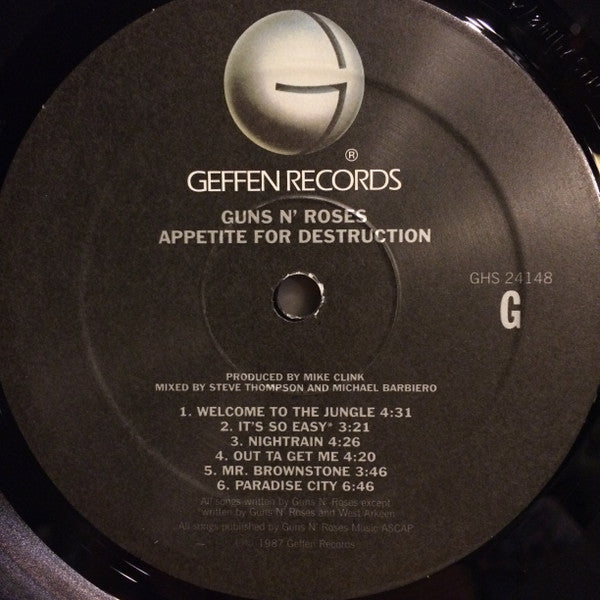 ®
GEFFEN RECORDS
GUNS N' ROSES
APPETITE FOR DESTRUCTION
GHS 24148
G
PRODUCED BY MIKE CLINK
MIXED BY STEVE THOMPSON AND MICHAEL BARBIERO
1. WELCOME TO THE JUNGLE 4:31
2. IT'S SO EASY* 3:21
3. NIGHTRAIN 4:26
4. OUT TA GET ME 4:20
5. MR. BROWNSTONE 3:46
6. PARADISE CITY 6:46
All songs written by Guns N' Roses except
*written by Guns N' Roses and West Arkeen
All songs published by Guns N' Roses Music ASCAP
1987 Geffen Records